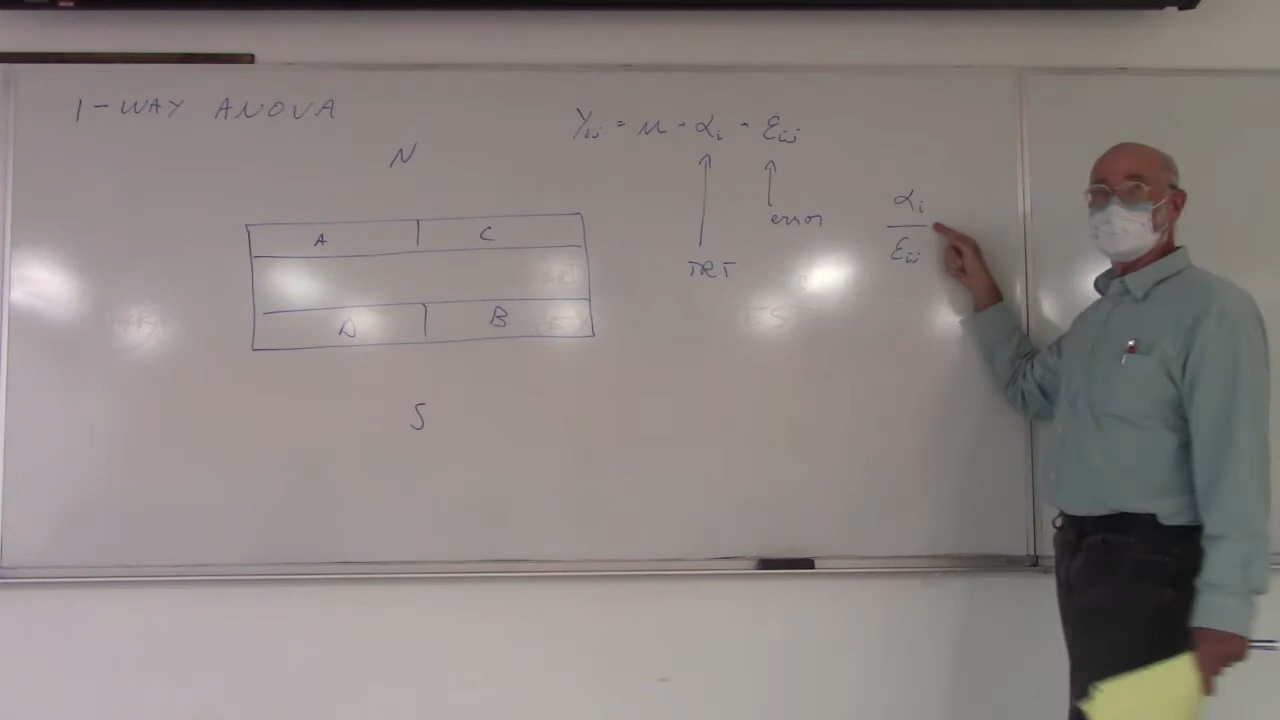 1-WAY ANOVA
Yij = μ + αi + εij
N
A C
D B
S
error
TRT
αi
εij